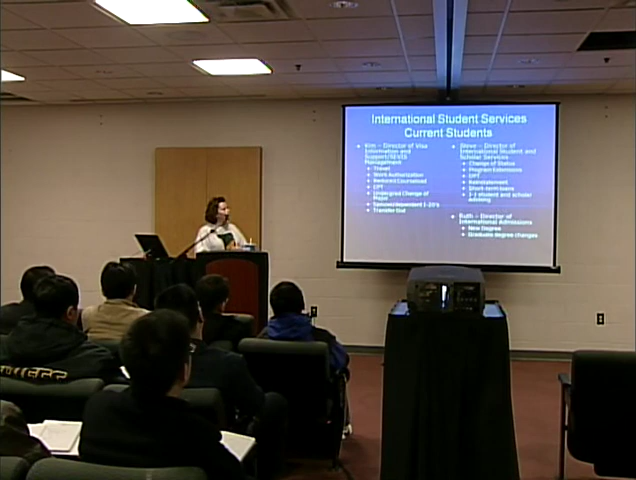 International Student Services
Current Students
Kim – Director of Visa
Information and
Support/SEVIS
Management
Travel
Work Authorization
Reduced Courseload
CPT
Undergrad Change of
Major
Spouse/Dependent I-20's
Transfer Out
Steve – Director of
International Student and
Scholar Services
Change of Status
Program Extensions
OPT
Reinstatement
Short-term loans
J-1 student and scholar
advising
Ruth – Director of
International Admissions
New Degree
Graduate degree changes